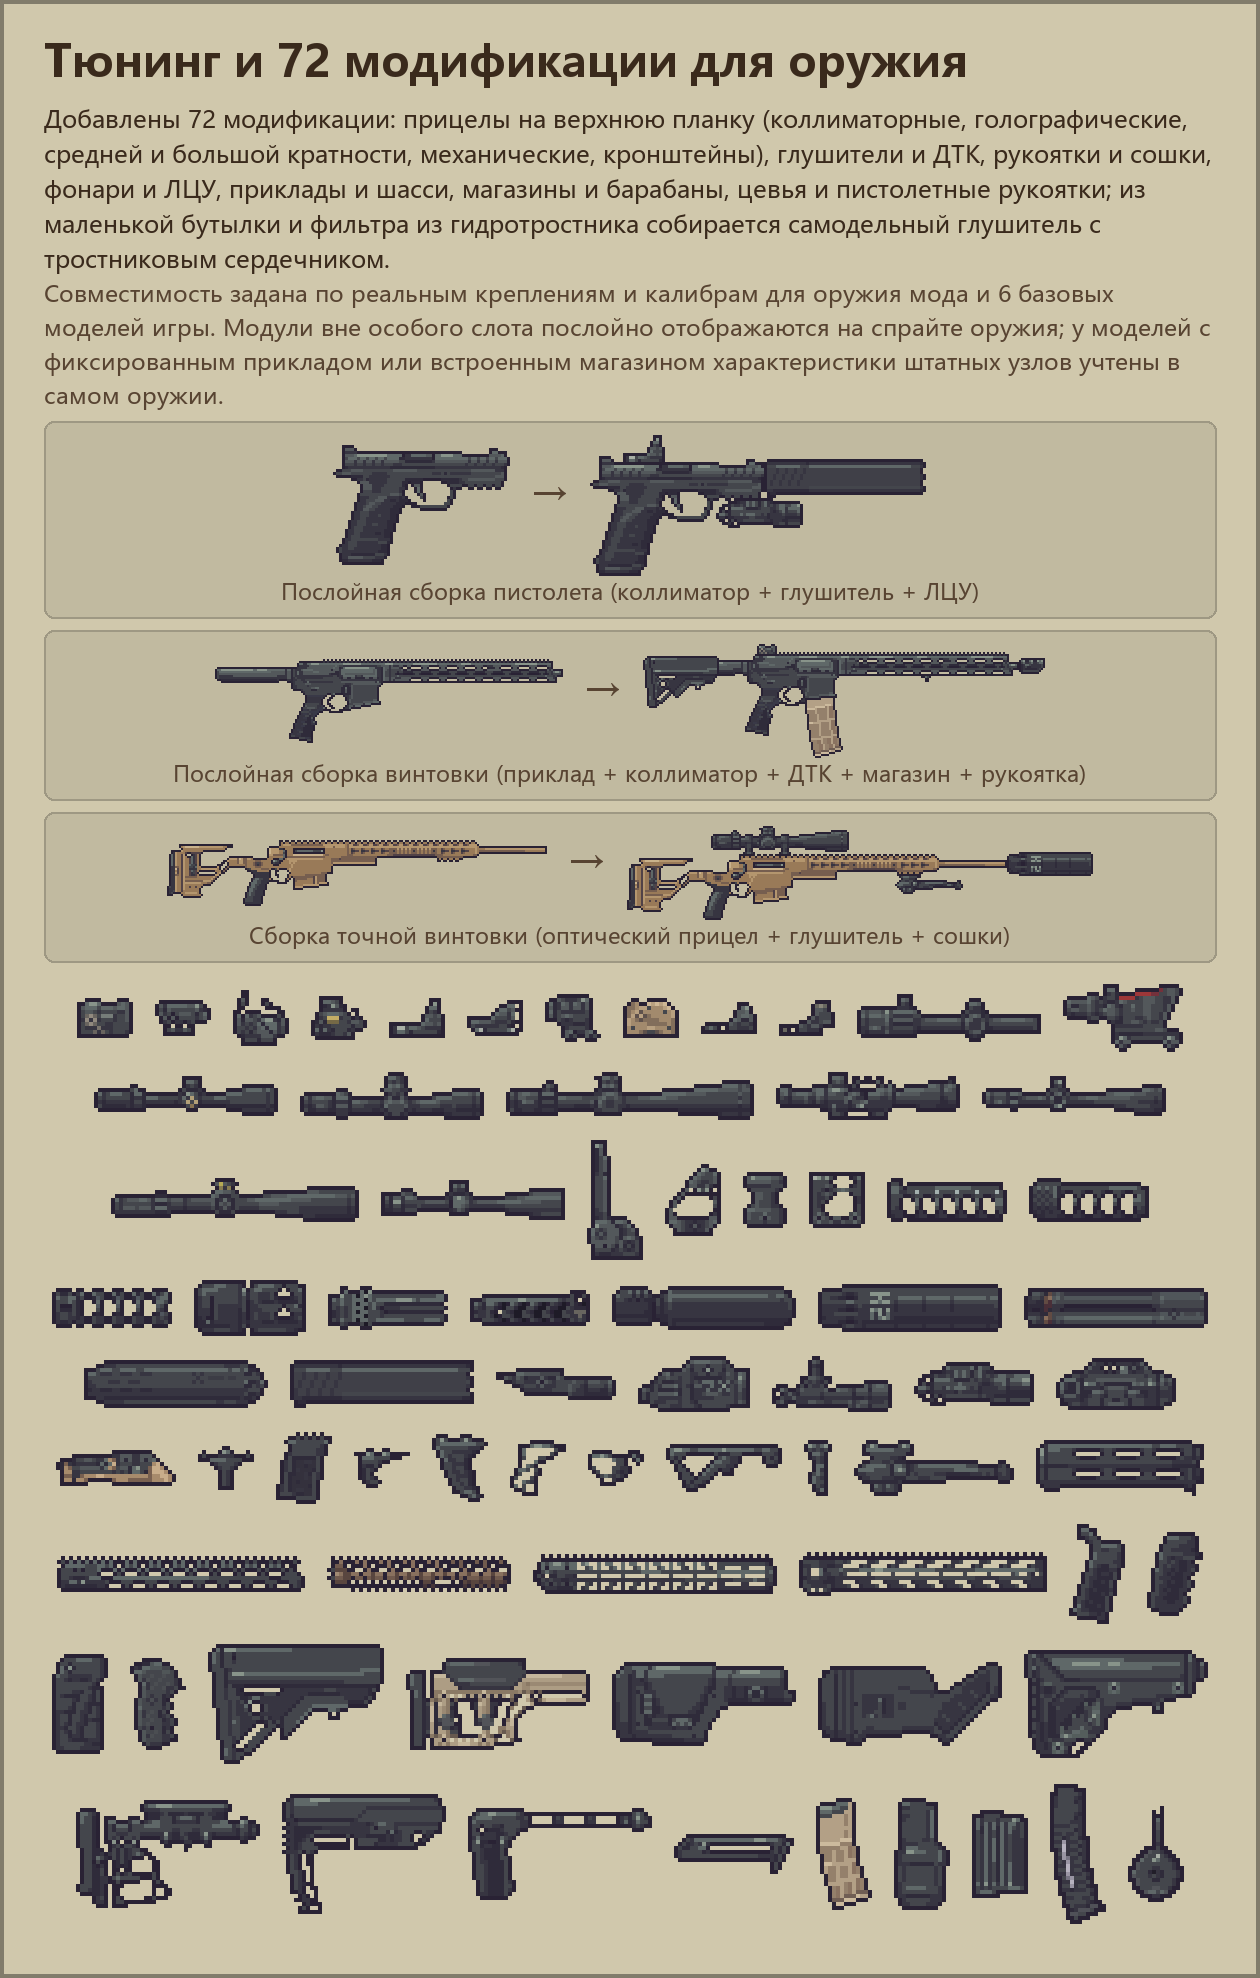 Тюнинг и 72 модификации для оружия
Добавлены 72 модификации: прицелы на верхнюю планку (коллиматорные, голографические,
средней и большой кратности, механические, кронштейны), глушители и ДТК, рукоятки и сошки,
фонари и ЛЦУ, приклады и шасси, магазины и барабаны, цевья и пистолетные рукоятки; из
маленькой бутылки и фильтра из гидротростника собирается самодельный глушитель с
тростниковым сердечником.
Совместимость задана по реальным креплениям и калибрам для оружия мода и 6 базовых
моделей игры. Модули вне особого слота послойно отображаются на спрайте оружия; у моделей с
фиксированным прикладом или встроенным магазином характеристики штатных узлов учтены в
самом оружии.
→
Послойная сборка пистолета (коллиматор + глушитель + ЛЦУ)
→
Послойная сборка винтовки (приклад + коллиматор + ДТК + магазин + рукоятка)
→
Сборка точной винтовки (оптический прицел + глушитель + сошки)